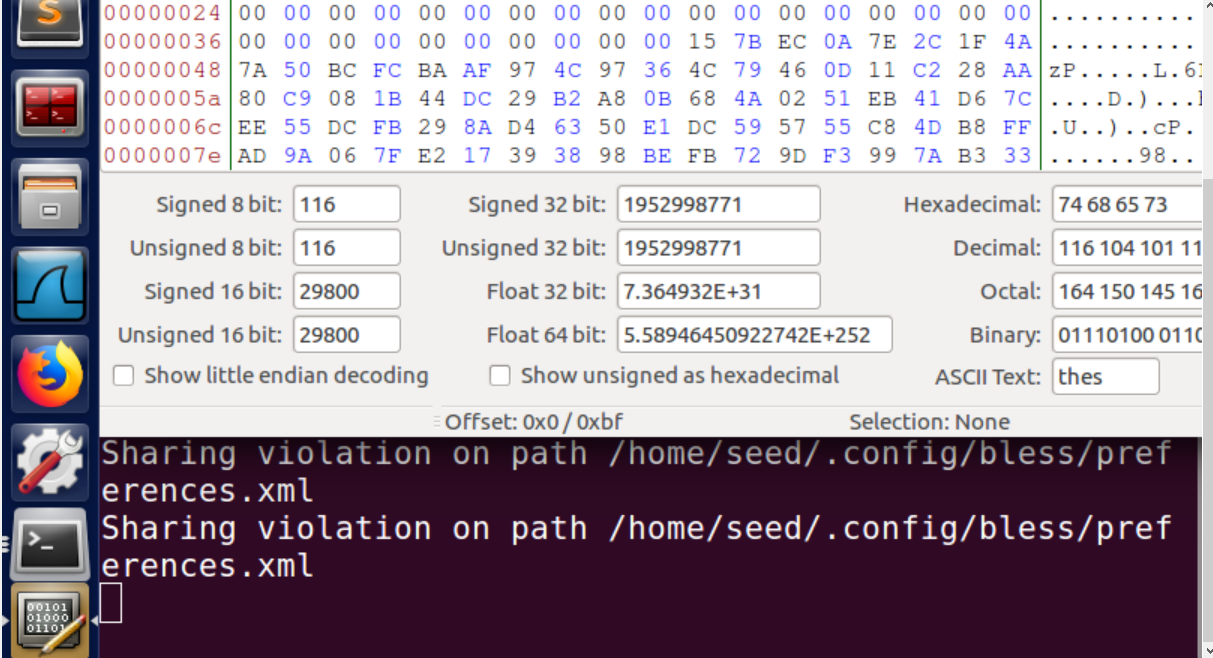 S
00000024 00 00 00 00 00 00 00 00 00 00 00 00 00 00 00 00 00 00 ..........
00000036 00 00 00 00 00 00 00 00 00 00 15 7B EC 0A 7E 2C 1F 4A ..........
00000048 7A 50 BC FC BA AF 97 4C 97 36 4C 79 46 0D 11 C2 28 AA zP.....L.6
0000005a 80 C9 08 1B 44 DC 29 B2 A8 0B 68 4A 02 51 EB 41 D6 7C ....D.)...
0000006c EE 55 DC FB 29 8A D4 63 50 E1 DC 59 57 55 C8 4D B8 FF .U..)..cP.
0000007e AD 9A 06 7F E2 17 39 38 98 BE FB 72 9D F3 99 7A B3 33 ......98..
Signed 8 bit: 116 Signed 32 bit: 1952998771 Hexadecimal: 74 68 65 73
Unsigned 8 bit: 116 Unsigned 32 bit: 1952998771 Decimal: 116 104 101 11
Signed 16 bit: 29800 Float 32 bit: 7.364932E+31 Octal: 164 150 145 16
Unsigned 16 bit: 29800 Float 64 bit: 5.58946450922742E+252 Binary: 01110100 0110
Show little endian decoding Show unsigned as hexadecimal ASCII Text: thes
Offset: 0x0 / 0xbf Selection: None
Sharing violation on path /home/seed/.config/bless/pref
erences.xml
Sharing violation on path /home/seed/.config/bless/pref
erences.xml
>_
00101
01000
01101